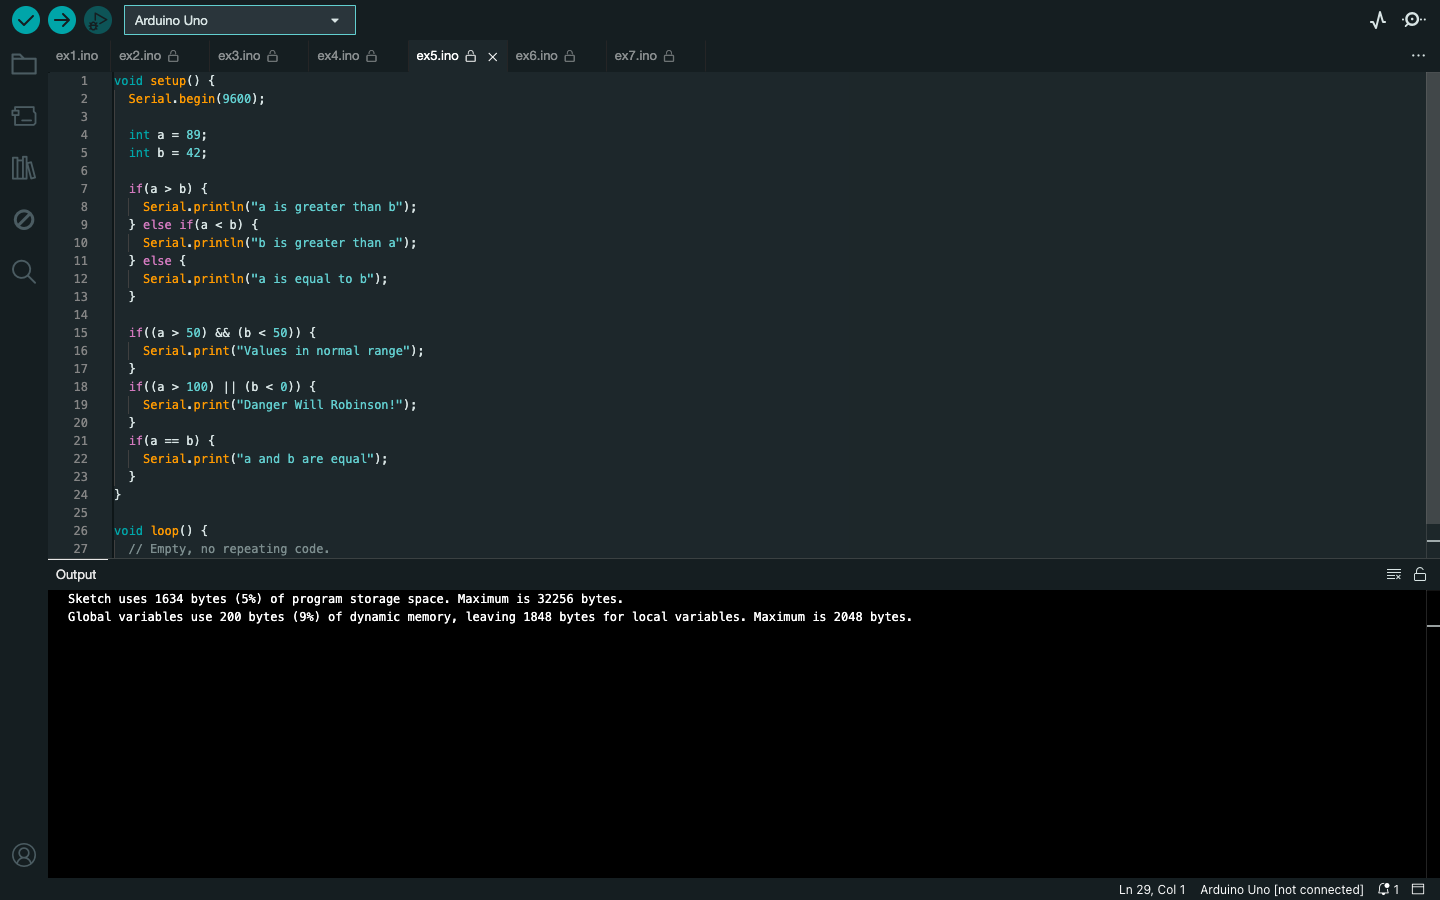 Arduino Uno
ex1.ino ex2.ino ex3.ino ex4.ino ex5.ino ex6.ino ex7.ino
1 void setup() {
2 Serial.begin(9600);
3
4 int a = 89;
5 int b = 42;
6
7 if(a > b) {
8 Serial.println("a is greater than b");
9 } else if(a < b) {
10 Serial.println("b is greater than a");
11 } else {
12 Serial.println("a is equal to b");
13 }
14
15 if((a > 50) && (b < 50)) {
16 Serial.print("Values in normal range");
17 }
18 if((a > 100) || (b < 0)) {
19 Serial.print("Danger Will Robinson!");
20 }
21 if(a == b) {
22 Serial.print("a and b are equal");
23 }
24 }
25
26 void loop() {
27 // Empty, no repeating code.
Output
Sketch uses 1634 bytes (5%) of program storage space. Maximum is 32256 bytes.
Global variables use 200 bytes (9%) of dynamic memory, leaving 1848 bytes for local variables. Maximum is 2048 bytes.
Ln 29, Col 1 Arduino Uno [not connected] 1